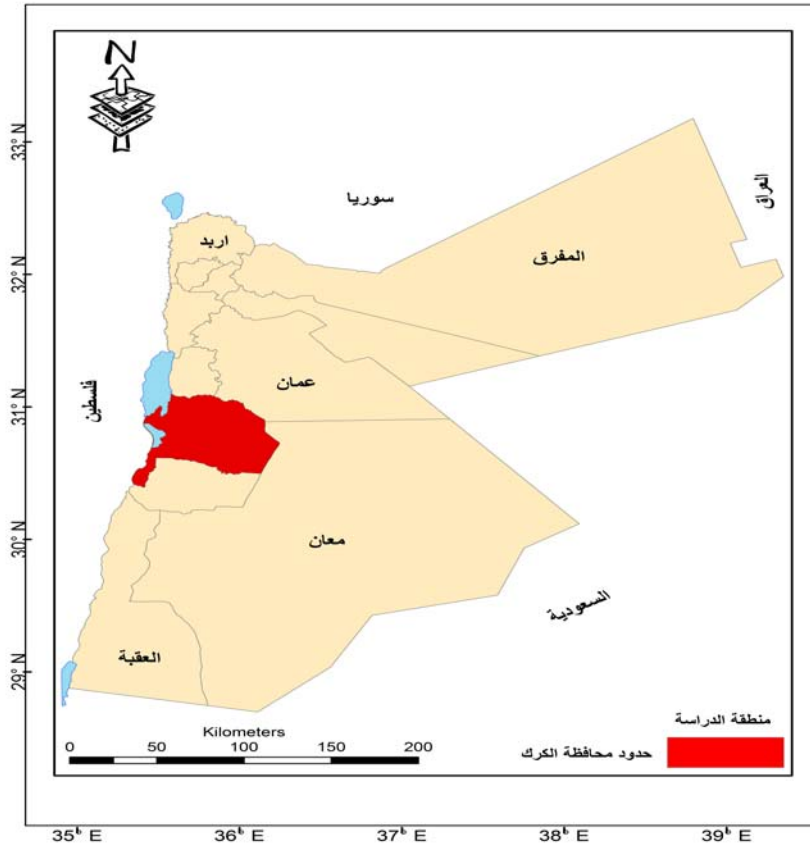 N
سوريا
العراق
اربد
المفرق
عمان
فلسطين
معان
السعودية
العقبة
منطقة الدراسة
حدود محافظة الكرك
Kilometers
0 50 100 150 200
33° N
32° N
31° N
30° N
29° N
35° E 36° E 37° E 38° E 39° E